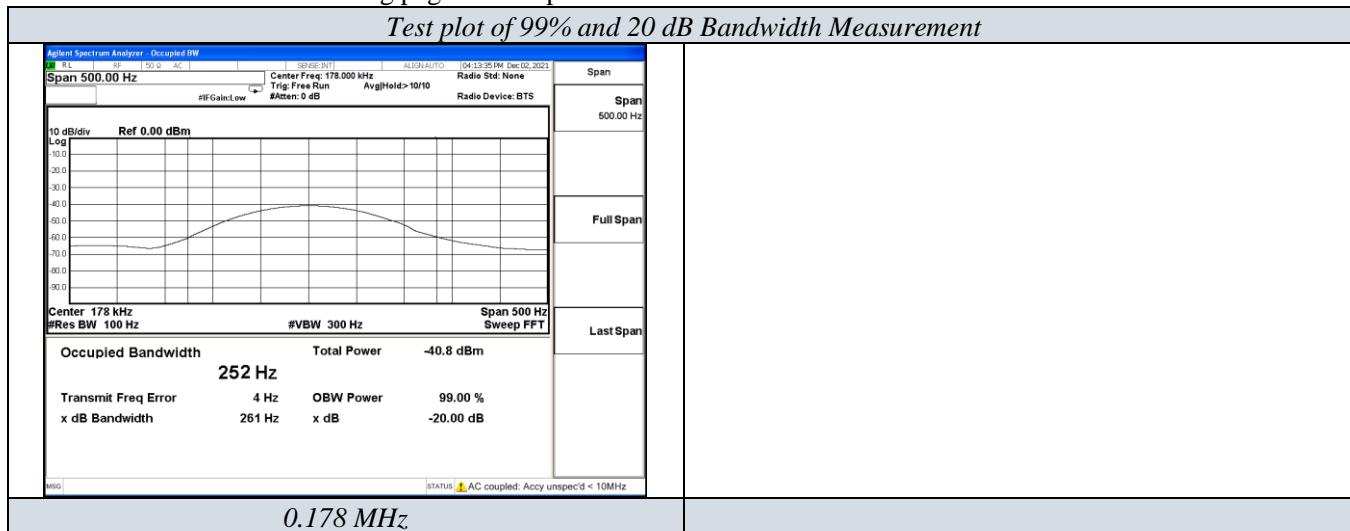 Test plot of 99% and 20 dB Bandwidth Measurement
Agilent Spectrum Analyzer - Occupied BW
RL RF 50 Ω AC SENSE:INT ALIGN AUTO 04:13:35 PM Dec 02, 2021
Span 500.00 Hz Center Freq: 178.000 kHz Radio Std: None Span
Trig: Free Run Avg|Hold:>10/10
#IFGain:Low #Atten: 0 dB Radio Device: BTS Span
500.00 Hz
10 dB/div Ref 0.00 dBm
Log
-10.0
-20.0
-30.0
-40.0
-50.0
Full Span
-60.0
-70.0
-80.0
-90.0
Center 178 kHz Span 500 Hz
#Res BW 100 Hz #VBW 300 Hz Sweep FFT
Last Span
Occupied Bandwidth Total Power -40.8 dBm
252 Hz
Transmit Freq Error 4 Hz OBW Power 99.00 %
x dB Bandwidth 261 Hz x dB -20.00 dB
MSG STATUS AC coupled: Accy unspec'd < 10MHz
0.178 MHz